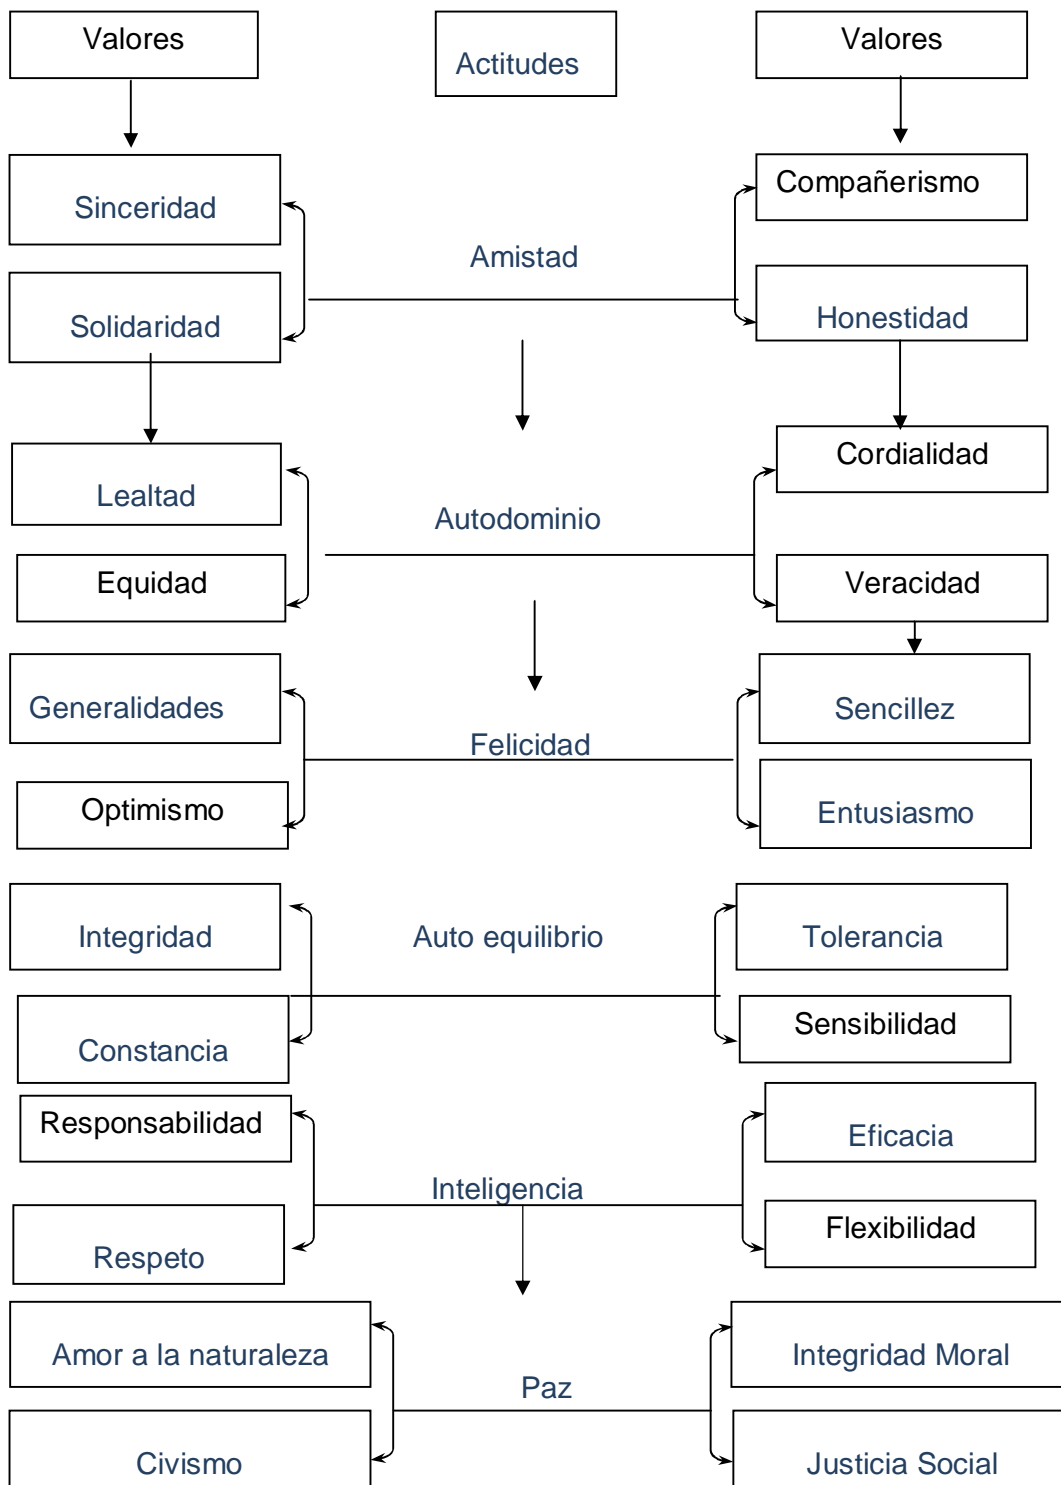 Valores
Actitudes
Valores
Sinceridad
Compañerismo
Amistad
Solidaridad
Honestidad
Lealtad
Cordialidad
Autodominio
Equidad
Veracidad
Generalidades
Sencillez
Felicidad
Optimismo
Entusiasmo
Integridad
Auto equilibrio
Tolerancia
Constancia
Sensibilidad
Responsabilidad
Eficacia
Inteligencia
Respeto
Flexibilidad
Amor a la naturaleza
Integridad Moral
Paz
Civismo
Justicia Social